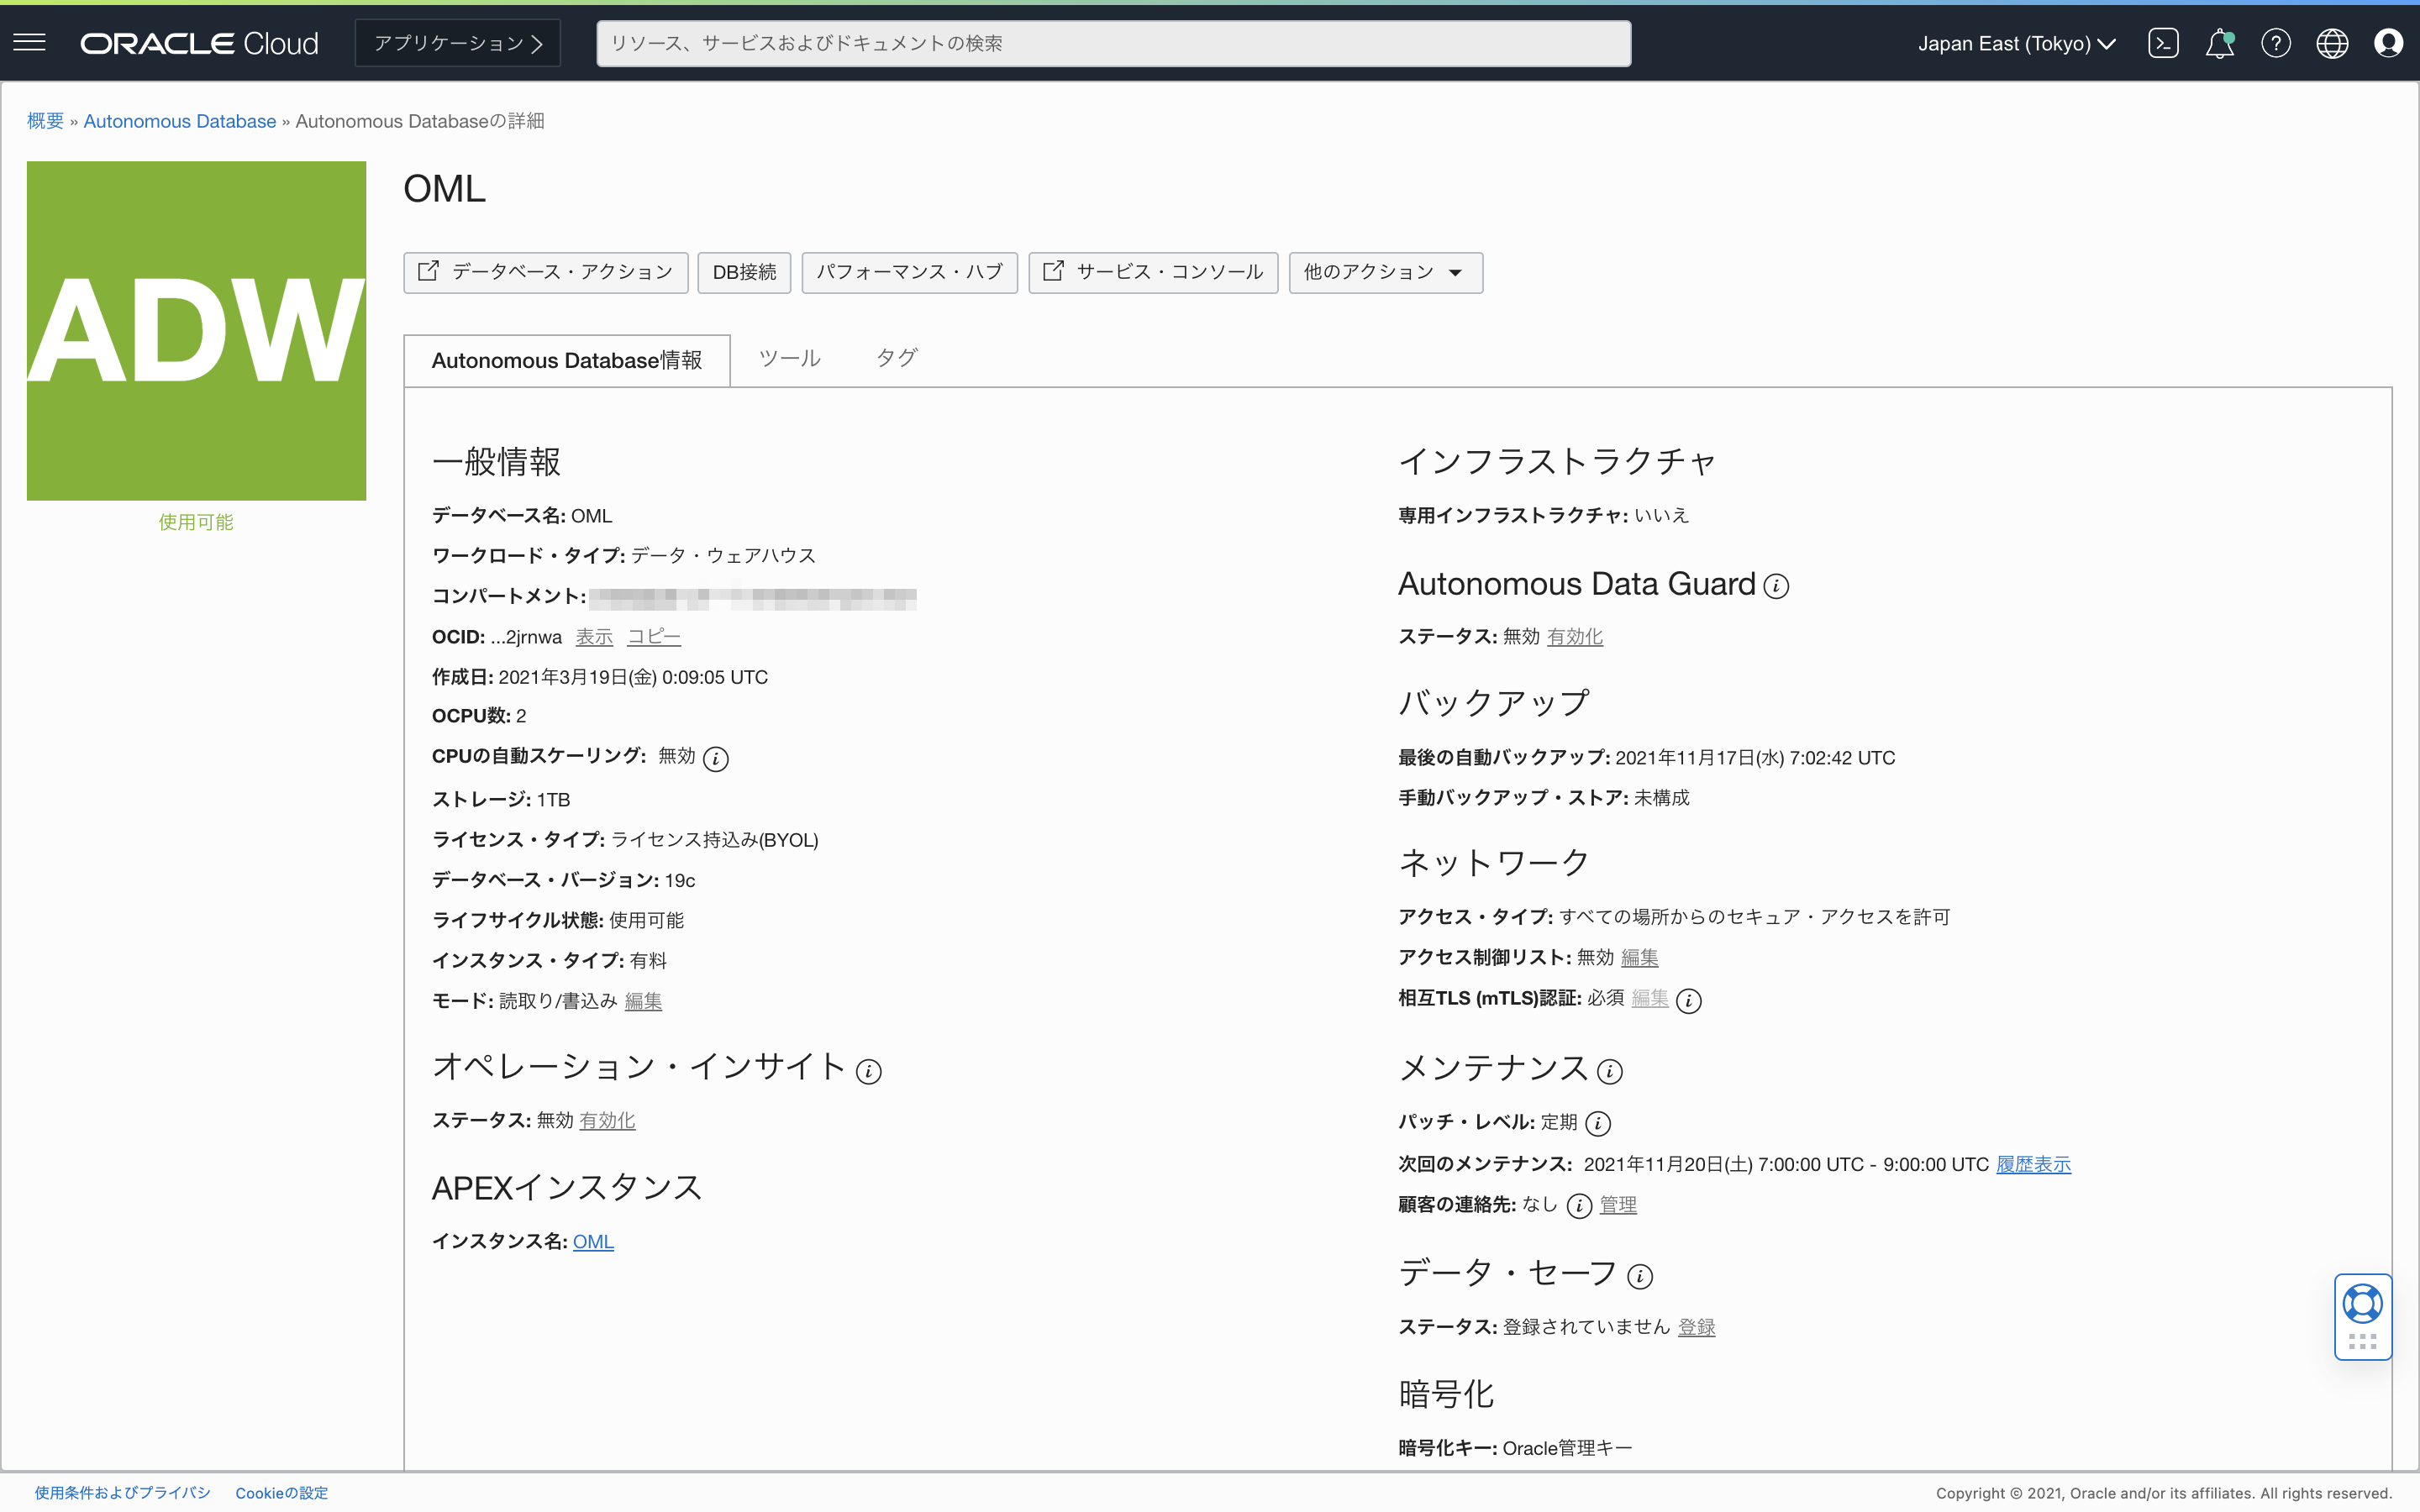 ORACLE Cloud
アプリケーション
リソース、サービスおよびドキュメントの検索
Japan East (Tokyo)
概要 » Autonomous Database » Autonomous Databaseの詳細
ADW
使用可能
OML
データベース・アクション
DB接続
パフォーマンス・ハブ
サービス・コンソール
他のアクション
Autonomous Database情報
ツール
タグ
一般情報
データベース名: OML
ワークロード・タイプ: データ・ウェアハウス
コンパートメント:
OCID: ...2jrnwa 表示 コピー
作成日: 2021年3月19日(金) 0:09:05 UTC
OCPU数: 2
CPUの自動スケーリング: 無効
ストレージ: 1TB
ライセンス・タイプ: ライセンス持込み(BYOL)
データベース・バージョン: 19c
ライフサイクル状態: 使用可能
インスタンス・タイプ: 有料
モード: 読取り/書込み 編集
オペレーション・インサイト
ステータス: 無効 有効化
APEXインスタンス
インスタンス名: OML
インフラストラクチャ
専用インフラストラクチャ: いいえ
Autonomous Data Guard
ステータス: 無効 有効化
バックアップ
最後の自動バックアップ: 2021年11月17日(水) 7:02:42 UTC
手動バックアップ・ストア: 未構成
ネットワーク
アクセス・タイプ: すべての場所からのセキュア・アクセスを許可
アクセス制御リスト: 無効 編集
相互TLS (mTLS)認証: 必須 編集
メンテナンス
パッチ・レベル: 定期
次回のメンテナンス: 2021年11月20日(土) 7:00:00 UTC - 9:00:00 UTC 履歴表示
顧客の連絡先: なし 管理
データ・セーフ
ステータス: 登録されていません 登録
暗号化
暗号化キー: Oracle管理キー
使用条件およびプライバシ
Cookieの設定
Copyright © 2021, Oracle and/or its affiliates. All rights reserved.